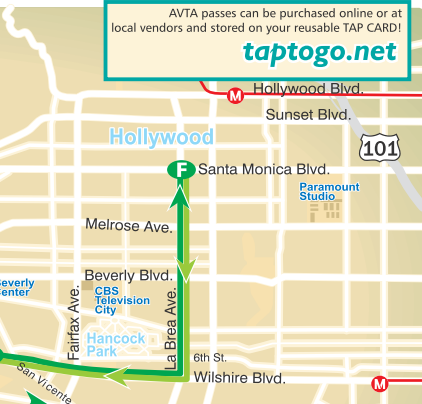 AVTA passes can be purchased online or at
local vendors and stored on your reusable TAP CARD!
taptogo.net
M
Hollywood Blvd.
Sunset Blvd.
Hollywood
101
F
Santa Monica Blvd.
Paramount
Studio
Melrose Ave.
Beverly Blvd.
everly
enter
CBS
Television
City
Fairfax Ave.
La Brea Ave.
Hancock
Park
6th St.
San Vicente
Wilshire Blvd.
M